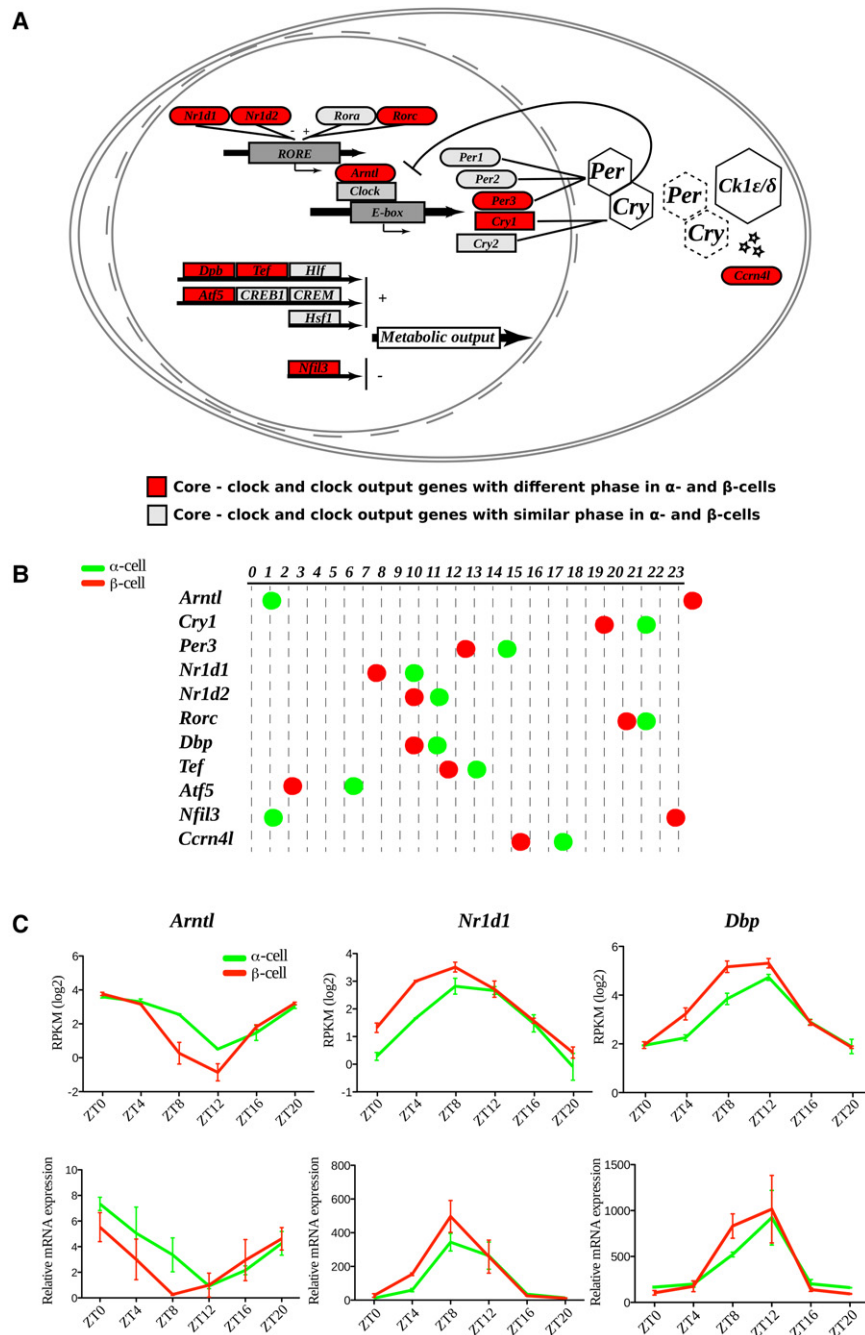 A
Nr1d1 Nr1d2 Rora Rorc
- +
RORE
Arntl
Clock
E-box
Per1
Per2
Per3
Cry1
Cry2
Per
Cry
Per
Cry
Ck1ε/δ
Ccrn4l
Dpb Tef Hlf
Atf5 CREB1 CREM
+
Hsf1
Metabolic output
Nfil3
-
Core - clock and clock output genes with different phase in α- and β-cells
Core - clock and clock output genes with similar phase in α- and β-cells
B
α-cell
β-cell
0 1 2 3 4 5 6 7 8 9 10 11 12 13 14 15 16 17 18 19 20 21 22 23
Arntl
Cry1
Per3
Nr1d1
Nr1d2
Rorc
Dbp
Tef
Atf5
Nfil3
Ccrn4l
C
Arntl
Nr1d1
Dbp
α-cell
β-cell
RPKM (log2)
6
4
2
0
-2
ZT0 ZT4 ZT8 ZT12 ZT16 ZT20
RPKM (log2)
4
3
2
1
0
-1
ZT0 ZT4 ZT8 ZT12 ZT16 ZT20
RPKM (log2)
6
4
2
0
ZT0 ZT4 ZT8 ZT12 ZT16 ZT20
Relative mRNA expression
10
8
6
4
2
0
ZT0 ZT4 ZT8 ZT12 ZT16 ZT20
Relative mRNA expression
800
600
400
200
0
ZT0 ZT4 ZT8 ZT12 ZT16 ZT20
Relative mRNA expression
1500
1000
500
0
ZT0 ZT4 ZT8 ZT12 ZT16 ZT20